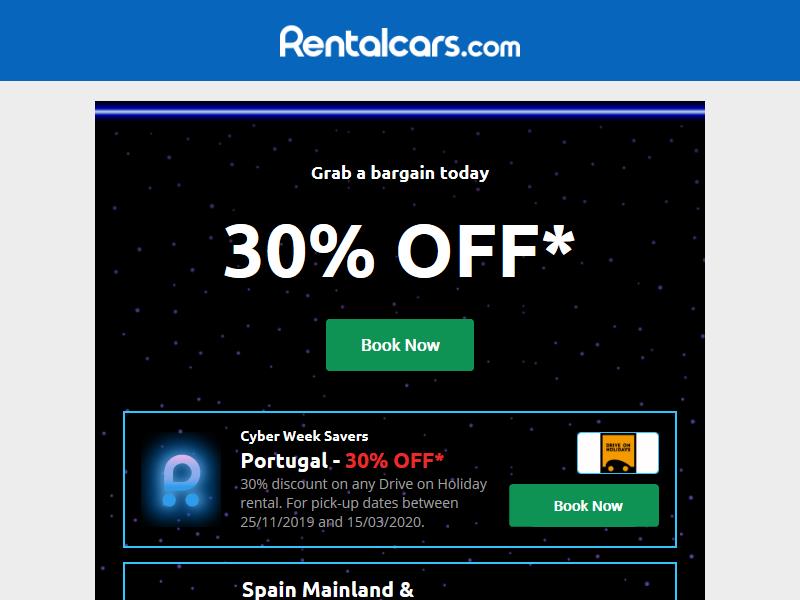 Rentalcars.com
Grab a bargain today
30% OFF*
Book Now
Cyber Week Savers
Portugal - 30% OFF*
30% discount on any Drive on Holiday
rental. For pick-up dates between
25/11/2019 and 15/03/2020.
DRIVE ON
HOLIDAYS
Book Now
Spain Mainland &